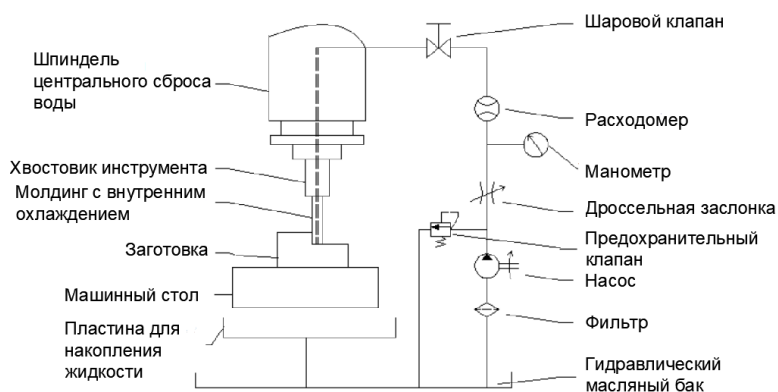 Шпиндель
центрального сброса
воды
Хвостовик инструмента
Молдинг с внутренним
охлаждением
Заготовка
Машинный стол
Пластина для
накопления
жидкости
Шаровой клапан
Расходомер
Манометр
Дроссельная заслонка
Предохранительный
клапан
Насос
Фильтр
Гидравлический
масляный бак